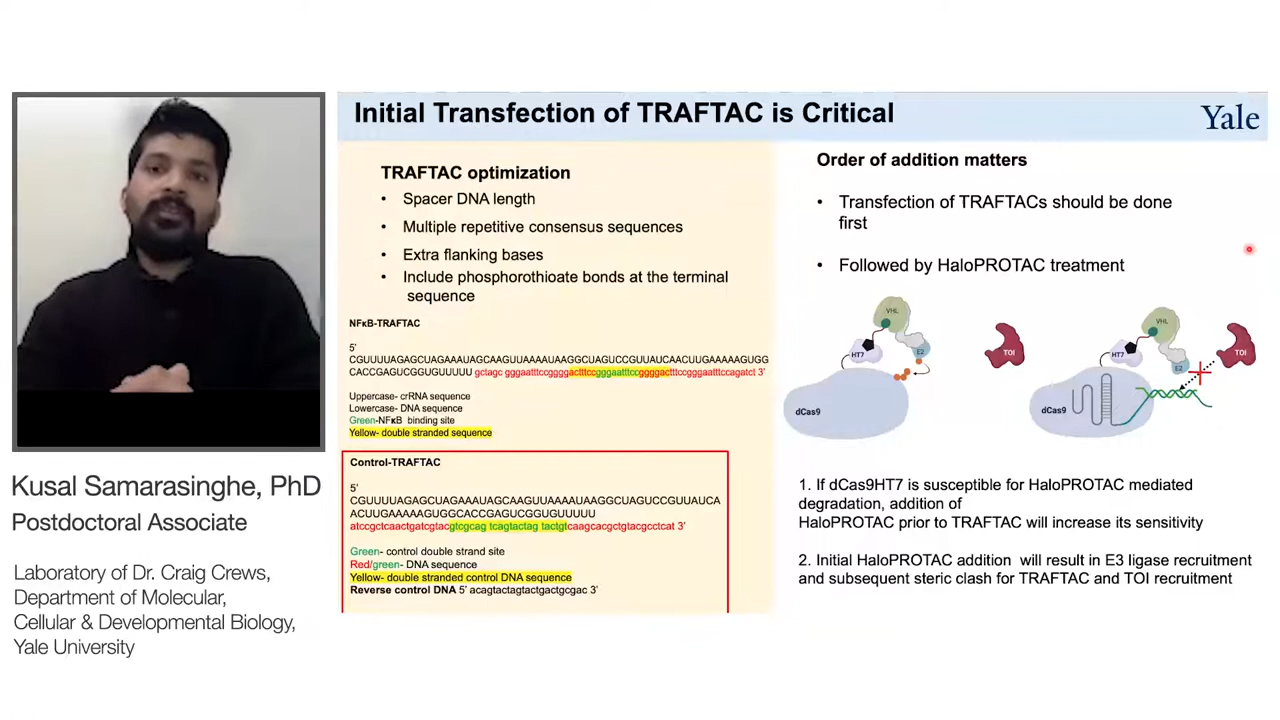 Initial Transfection of TRAFTAC is Critical
Yale
TRAFTAC optimization
• Spacer DNA length
• Multiple repetitive consensus sequences
• Extra flanking bases
• Include phosphorothioate bonds at the terminal
sequence
NFκB-TRAFTAC
5'
CGUUUUAGAGCUAGAAAUAGCAAGUUAAAAUAAGGCUAGUCCGUUAUCAACUUGAAAAAGUGG
CACCGAGUCGGUGUUUUU gctagc gggaatttccggggactttccgggaatttccggggactttccgggaatttccagatct 3'
Uppercase- crRNA sequence
Lowercase- DNA sequence
Green-NFκB binding site
Yellow- double stranded sequence
Control-TRAFTAC
5'
CGUUUUAGAGCUAGAAAUAGCAAGUUAAAAUAAGGCUAGUCCGUUAUCA
ACUUGAAAAAGUGGCACCGAGUCGGUGUUUUU
atccgctcaactgatcgtacgtcgcag tcagtactag tactgtcaagcacgctgtacgcctcat 3'
Green- control double strand site
Red/green- DNA sequence
Yellow- double stranded control DNA sequence
Reverse control DNA 5' acagtactagtactgactgcgac 3'
Order of addition matters
• Transfection of TRAFTACs should be done
first
• Followed by HaloPROTAC treatment
VHL
HT7
E2
dCas9
TOI
VHL
HT7
E2
dCas9
TOI
1. If dCas9HT7 is susceptible for HaloPROTAC mediated
degradation, addition of
HaloPROTAC prior to TRAFTAC will increase its sensitivity
2. Initial HaloPROTAC addition will result in E3 ligase recruitment
and subsequent steric clash for TRAFTAC and TOI recruitment
Kusal Samarasinghe, PhD
Postdoctoral Associate
Laboratory of Dr. Craig Crews,
Department of Molecular,
Cellular & Developmental Biology,
Yale University